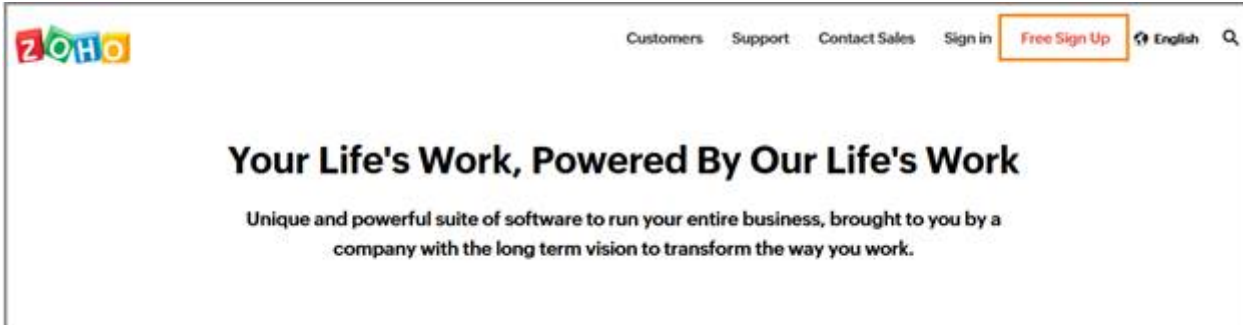 ZOHO
Customers Support Contact Sales Sign in Free Sign Up English
Your Life's Work, Powered By Our Life's Work
Unique and powerful suite of software to run your entire business, brought to you by a
company with the long term vision to transform the way you work.